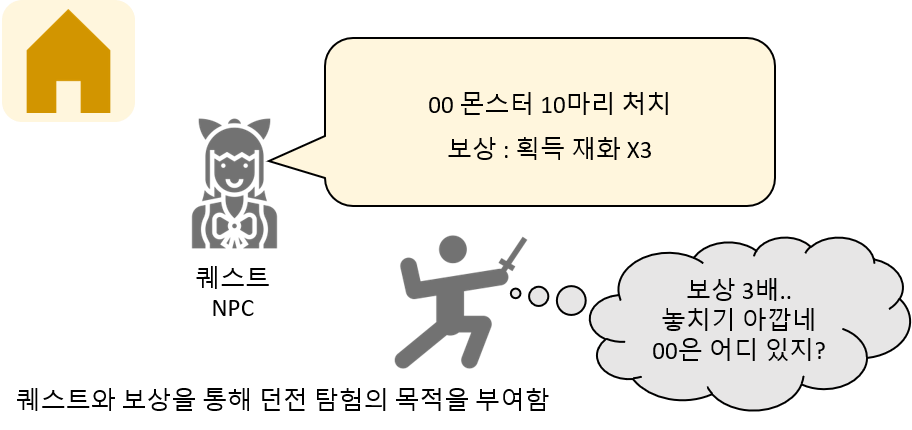 00 몬스터 10마리 처치
보상 : 획득 재화 X3
퀘스트
NPC
보상 3배..
놓치기 아깝네
00은 어디 있지?
퀘스트와 보상을 통해 던전 탐험의 목적을 부여함